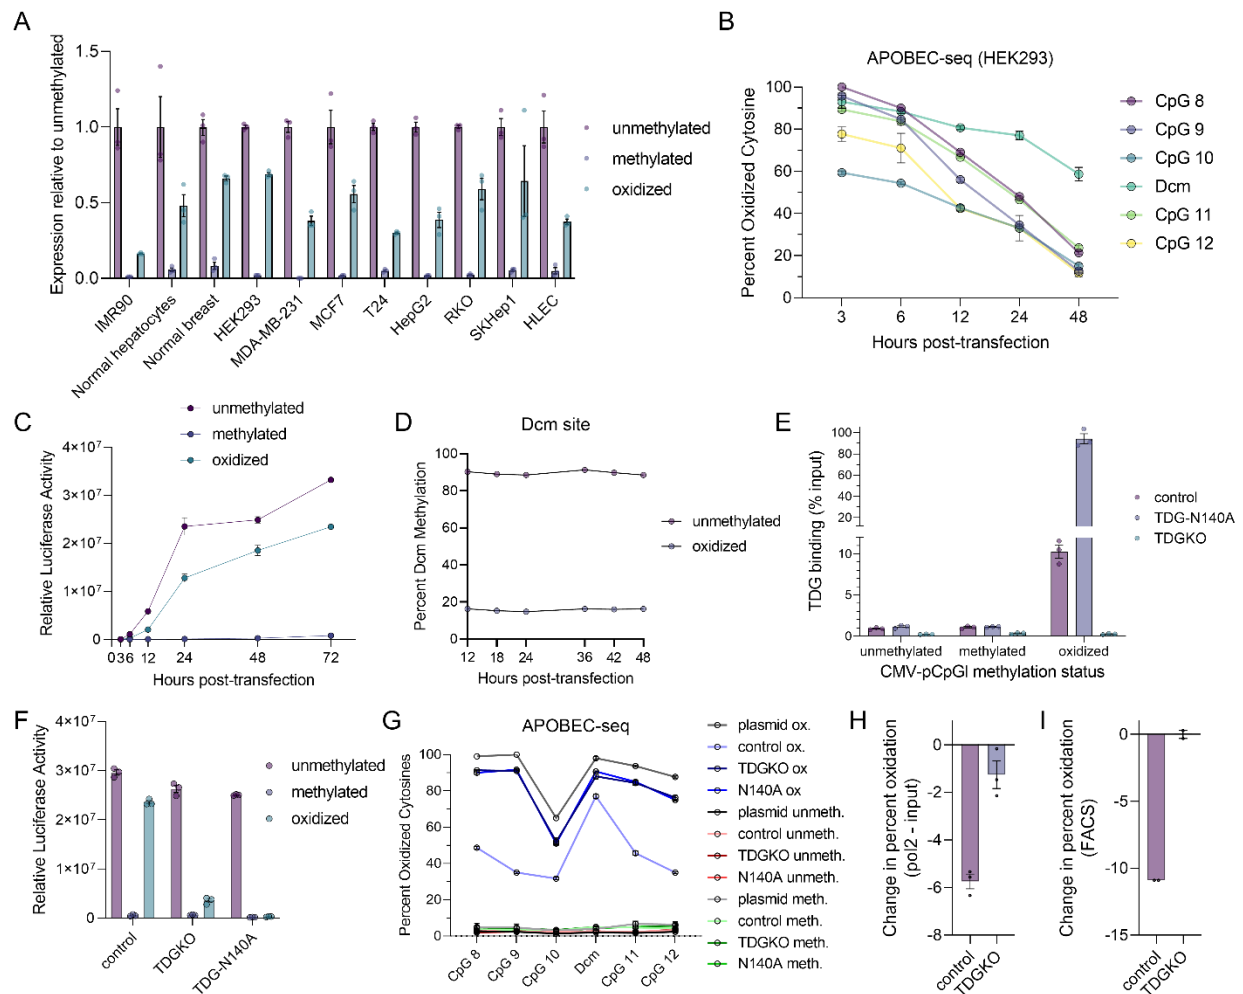 A
Expression relative to unmethylated
1.5
1.0
0.5
0.0
IMR90
Normal hepatocytes
Normal breast
HEK293
MDA-MB-231
MCF7
T24
HepG2
RKO
SKHep1
HLEC
unmethylated
methylated
oxidized
B
APOBEC-seq (HEK293)
Percent Oxidized Cytosine
100
80
60
40
20
0
3 6 12 24 48
Hours post-transfection
CpG 8
CpG 9
CpG 10
Dcm
CpG 11
CpG 12
C
unmethylated
methylated
oxidized
Relative Luciferase Activity
4×10⁷
3×10⁷
2×10⁷
1×10⁷
0
0 3 6 12 24 48 72
Hours post-transfection
D
Dcm site
Percent Dcm Methylation
100
80
60
40
20
0
12 18 24 36 42 48
Hours post-transfection
unmethylated
oxidized
E
TDG binding (% input)
100
80
60
40
20
10
5
0
unmethylated methylated oxidized
CMV-pCpGl methylation status
control
TDG-N140A
TDGKO
F
Relative Luciferase Activity
4×10⁷
3×10⁷
2×10⁷
1×10⁷
0
control
TDGKO
TDG-N140A
unmethylated
methylated
oxidized
G
APOBEC-seq
Percent Oxidized Cytosines
100
80
60
40
20
0
CpG 8
CpG 9
CpG 10
Dcm
CpG 11
CpG 12
plasmid ox.
control ox.
TDGKO ox
N140A ox
plasmid unmeth.
control unmeth.
TDGKO unmeth.
N140A unmeth.
plasmid meth.
control meth.
TDGKO meth.
N140A meth.
H
Change in percent oxidation
(pol2 - input)
0
-2
-4
-6
-8
control
TDGKO
I
Change in percent oxidation
(FACS)
0
-5
-10
-15
control
TDGKO